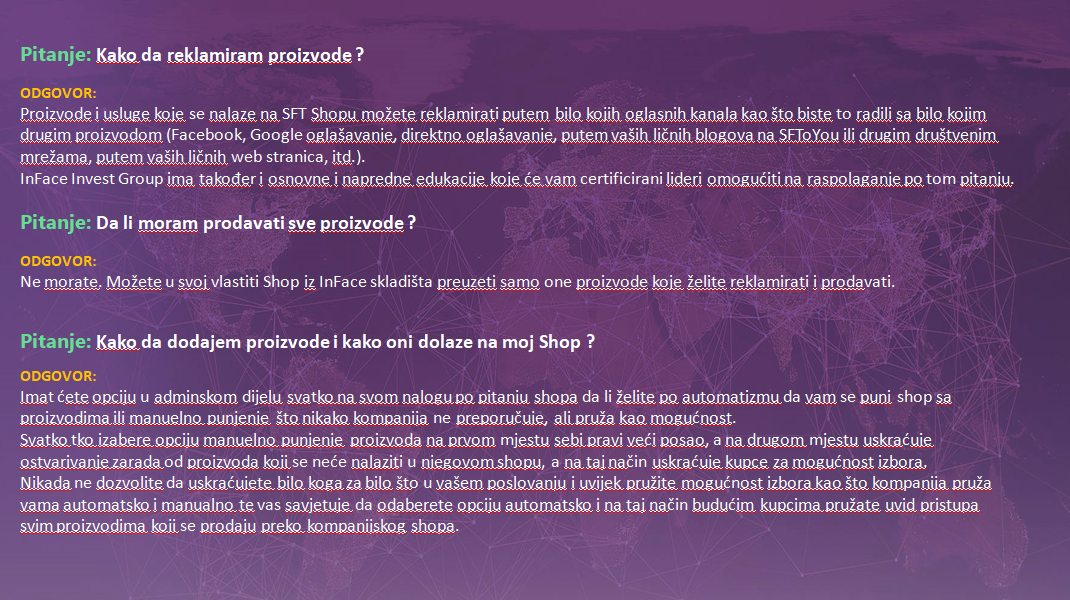 Pitanje: Kako da reklamiram proizvode ?
ODGOVOR:
Proizvode i usluge koje se nalaze na SFT Shopu možete reklamirati putem bilo kojih oglasnih kanala kao što biste to radili sa bilo kojim
drugim proizvodom (Facebook, Google oglašavanje, direktno oglašavanje, putem vaših ličnih blogova na SFToYou ili drugim društvenim
mrežama, putem vaših ličnih web stranica, itd.).
InFace Invest Group ima također i osnovne i napredne edukacije koje će vam certificirani lideri omogućiti na raspolaganje po tom pitanju.
Pitanje: Da li moram prodavati sve proizvode ?
ODGOVOR:
Ne morate. Možete u svoj vlastiti Shop iz InFace skladišta preuzeti samo one proizvode koje želite reklamirati i prodavati.
Pitanje: Kako da dodajem proizvode i kako oni dolaze na moj Shop ?
ODGOVOR:
Imat ćete opciju u adminskom dijelu svatko na svom nalogu po pitanju shopa da li želite po automatizmu da vam se puni shop sa
proizvodima ili manuelno punjenje što nikako kompanija ne preporučuje, ali pruža kao mogućnost.
Svatko tko izabere opciju manuelno punjenje proizvoda na prvom mjestu sebi pravi veći posao, a na drugom mjestu uskraćuje
ostvarivanje zarada od proizvoda koji se neće nalaziti u njegovom shopu, a na taj način uskraćuje kupce za mogućnost izbora.
Nikada ne dozvolite da uskraćujete bilo koga za bilo što u vašem poslovanju i uvijek pružite mogućnost izbora kao što kompanija pruža
vama automatsko i manualno te vas savjetuje da odaberete opciju automatsko i na taj način budućim kupcima pružate uvid pristupa
svim proizvodima koji se prodaju preko kompanijskog shopa.